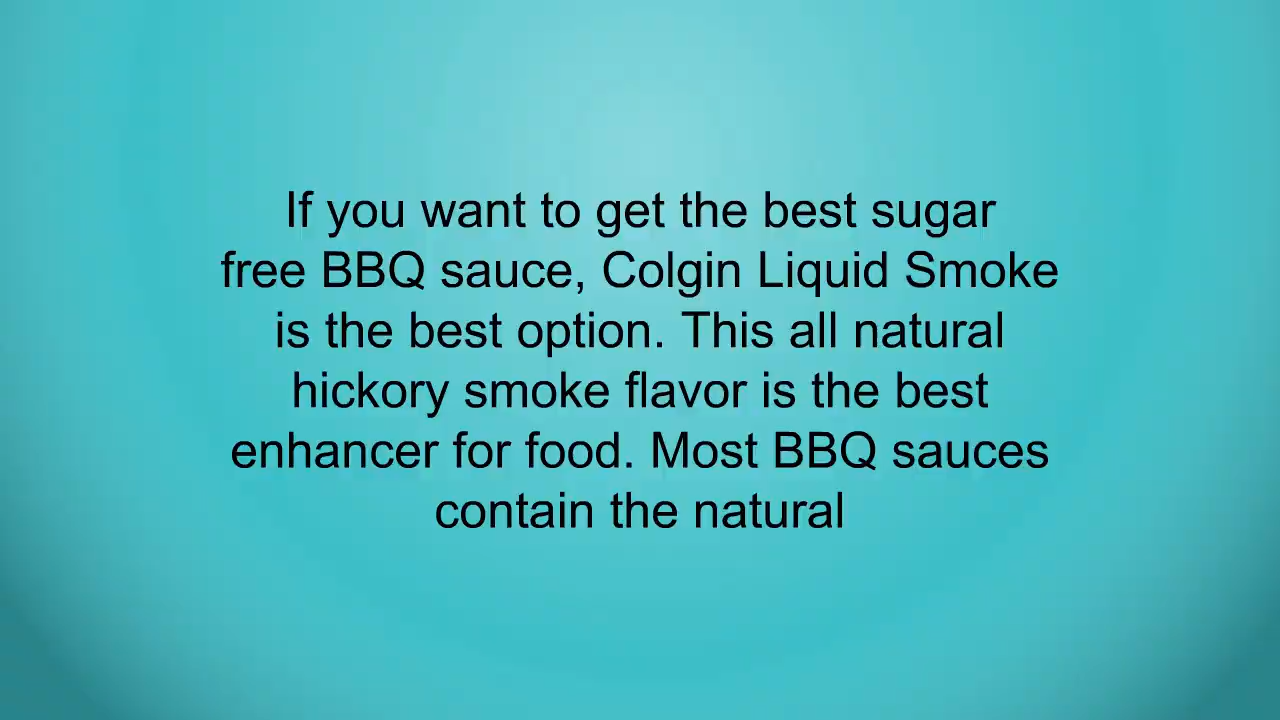 If you want to get the best sugar
free BBQ sauce, Colgin Liquid Smoke
is the best option. This all natural
hickory smoke flavor is the best
enhancer for food. Most BBQ sauces
contain the natural